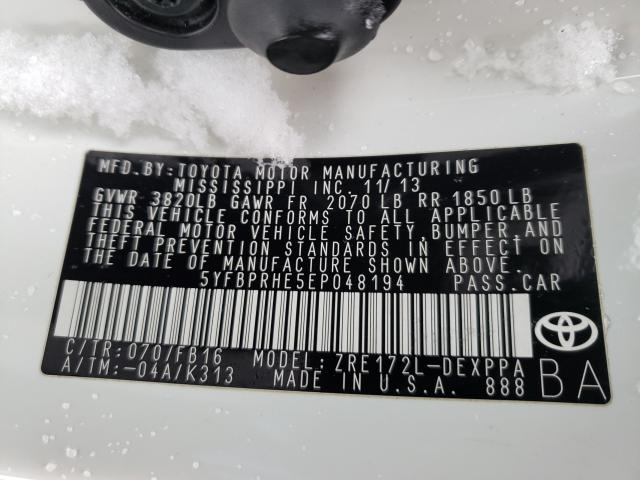 MFD. BY: TOYOTA MOTOR MANUFACTURING
MISSISSIPPI INC. 11/13
GVWR 3820LB GAWR FR 2070 LB RR 1850 LB
THIS VEHICLE CONFORMS TO ALL APPLICABLE
FEDERAL MOTOR VEHICLE SAFETY, BUMPER, AND
THEFT PREVENTION STANDARDS IN EFFECT ON
THE DATE OF MANUFACTURE SHOWN ABOVE.
5YFBPRHE5EP048194 PASS. CAR
C/TR: 070/FB16 MODEL: ZRE172L-DEXPPA
A/TM: -04A/K313 MADE IN U.S.A. 888
BA